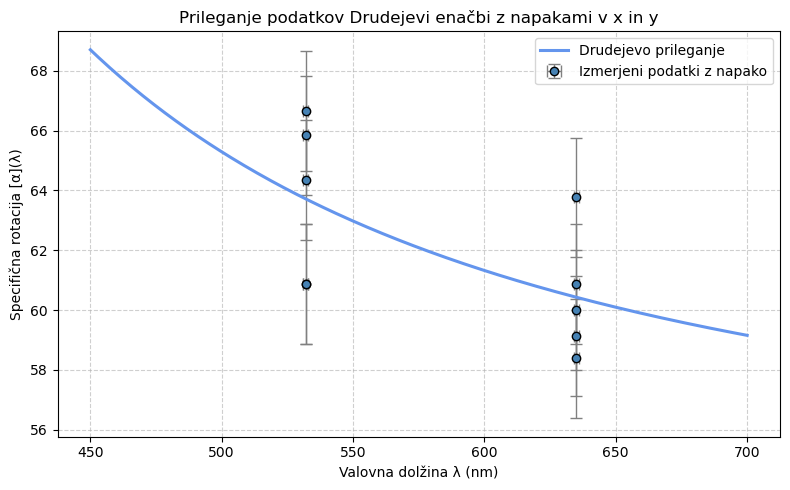 Prileganje podatkov Drudejevi enačbi z napakami v x in y
Drudejevo prileganje
Izmerjeni podatki z napako
Specifična rotacija [α](λ)
68
66
64
62
60
58
56
450
500
550
600
650
700
Valovna dolžina λ (nm)